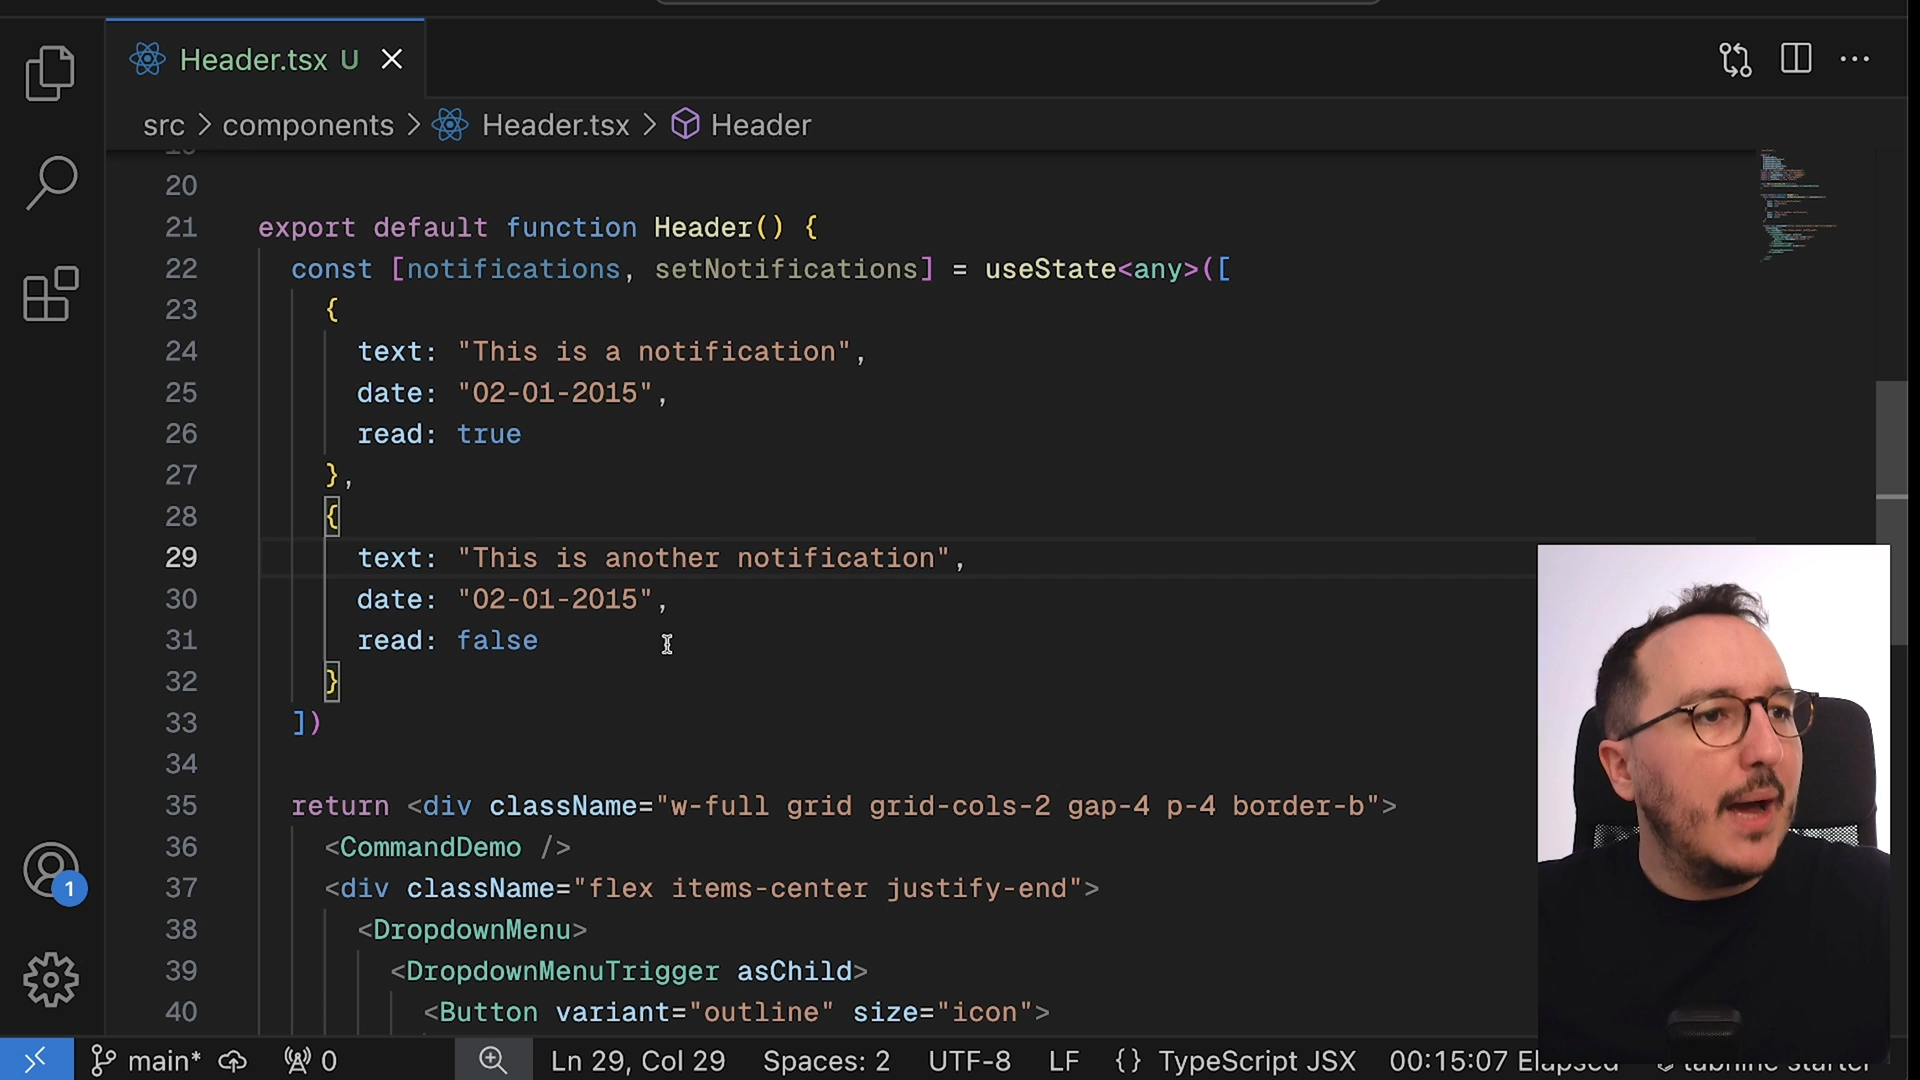 Header.tsx U
src > components > Header.tsx > Header
20
21 export default function Header() {
22 const [notifications, setNotifications] = useState<any>([
23 {
24 text: "This is a notification",
25 date: "02-01-2015",
26 read: true
27 },
28 {
29 text: "This is another notification",
30 date: "02-01-2015",
31 read: false
32 }
33 ])
34
35 return <div className="w-full grid grid-cols-2 gap-4 p-4 border-b">
36 <CommandDemo />
37 <div className="flex items-center justify-end">
38 <DropdownMenu>
39 <DropdownMenuTrigger asChild>
40 <Button variant="outline" size="icon">
1
main* 0 Ln 29, Col 29 Spaces: 2 UTF-8 LF {} TypeScript JSX 00:15:07 Elapsed tabnine starter